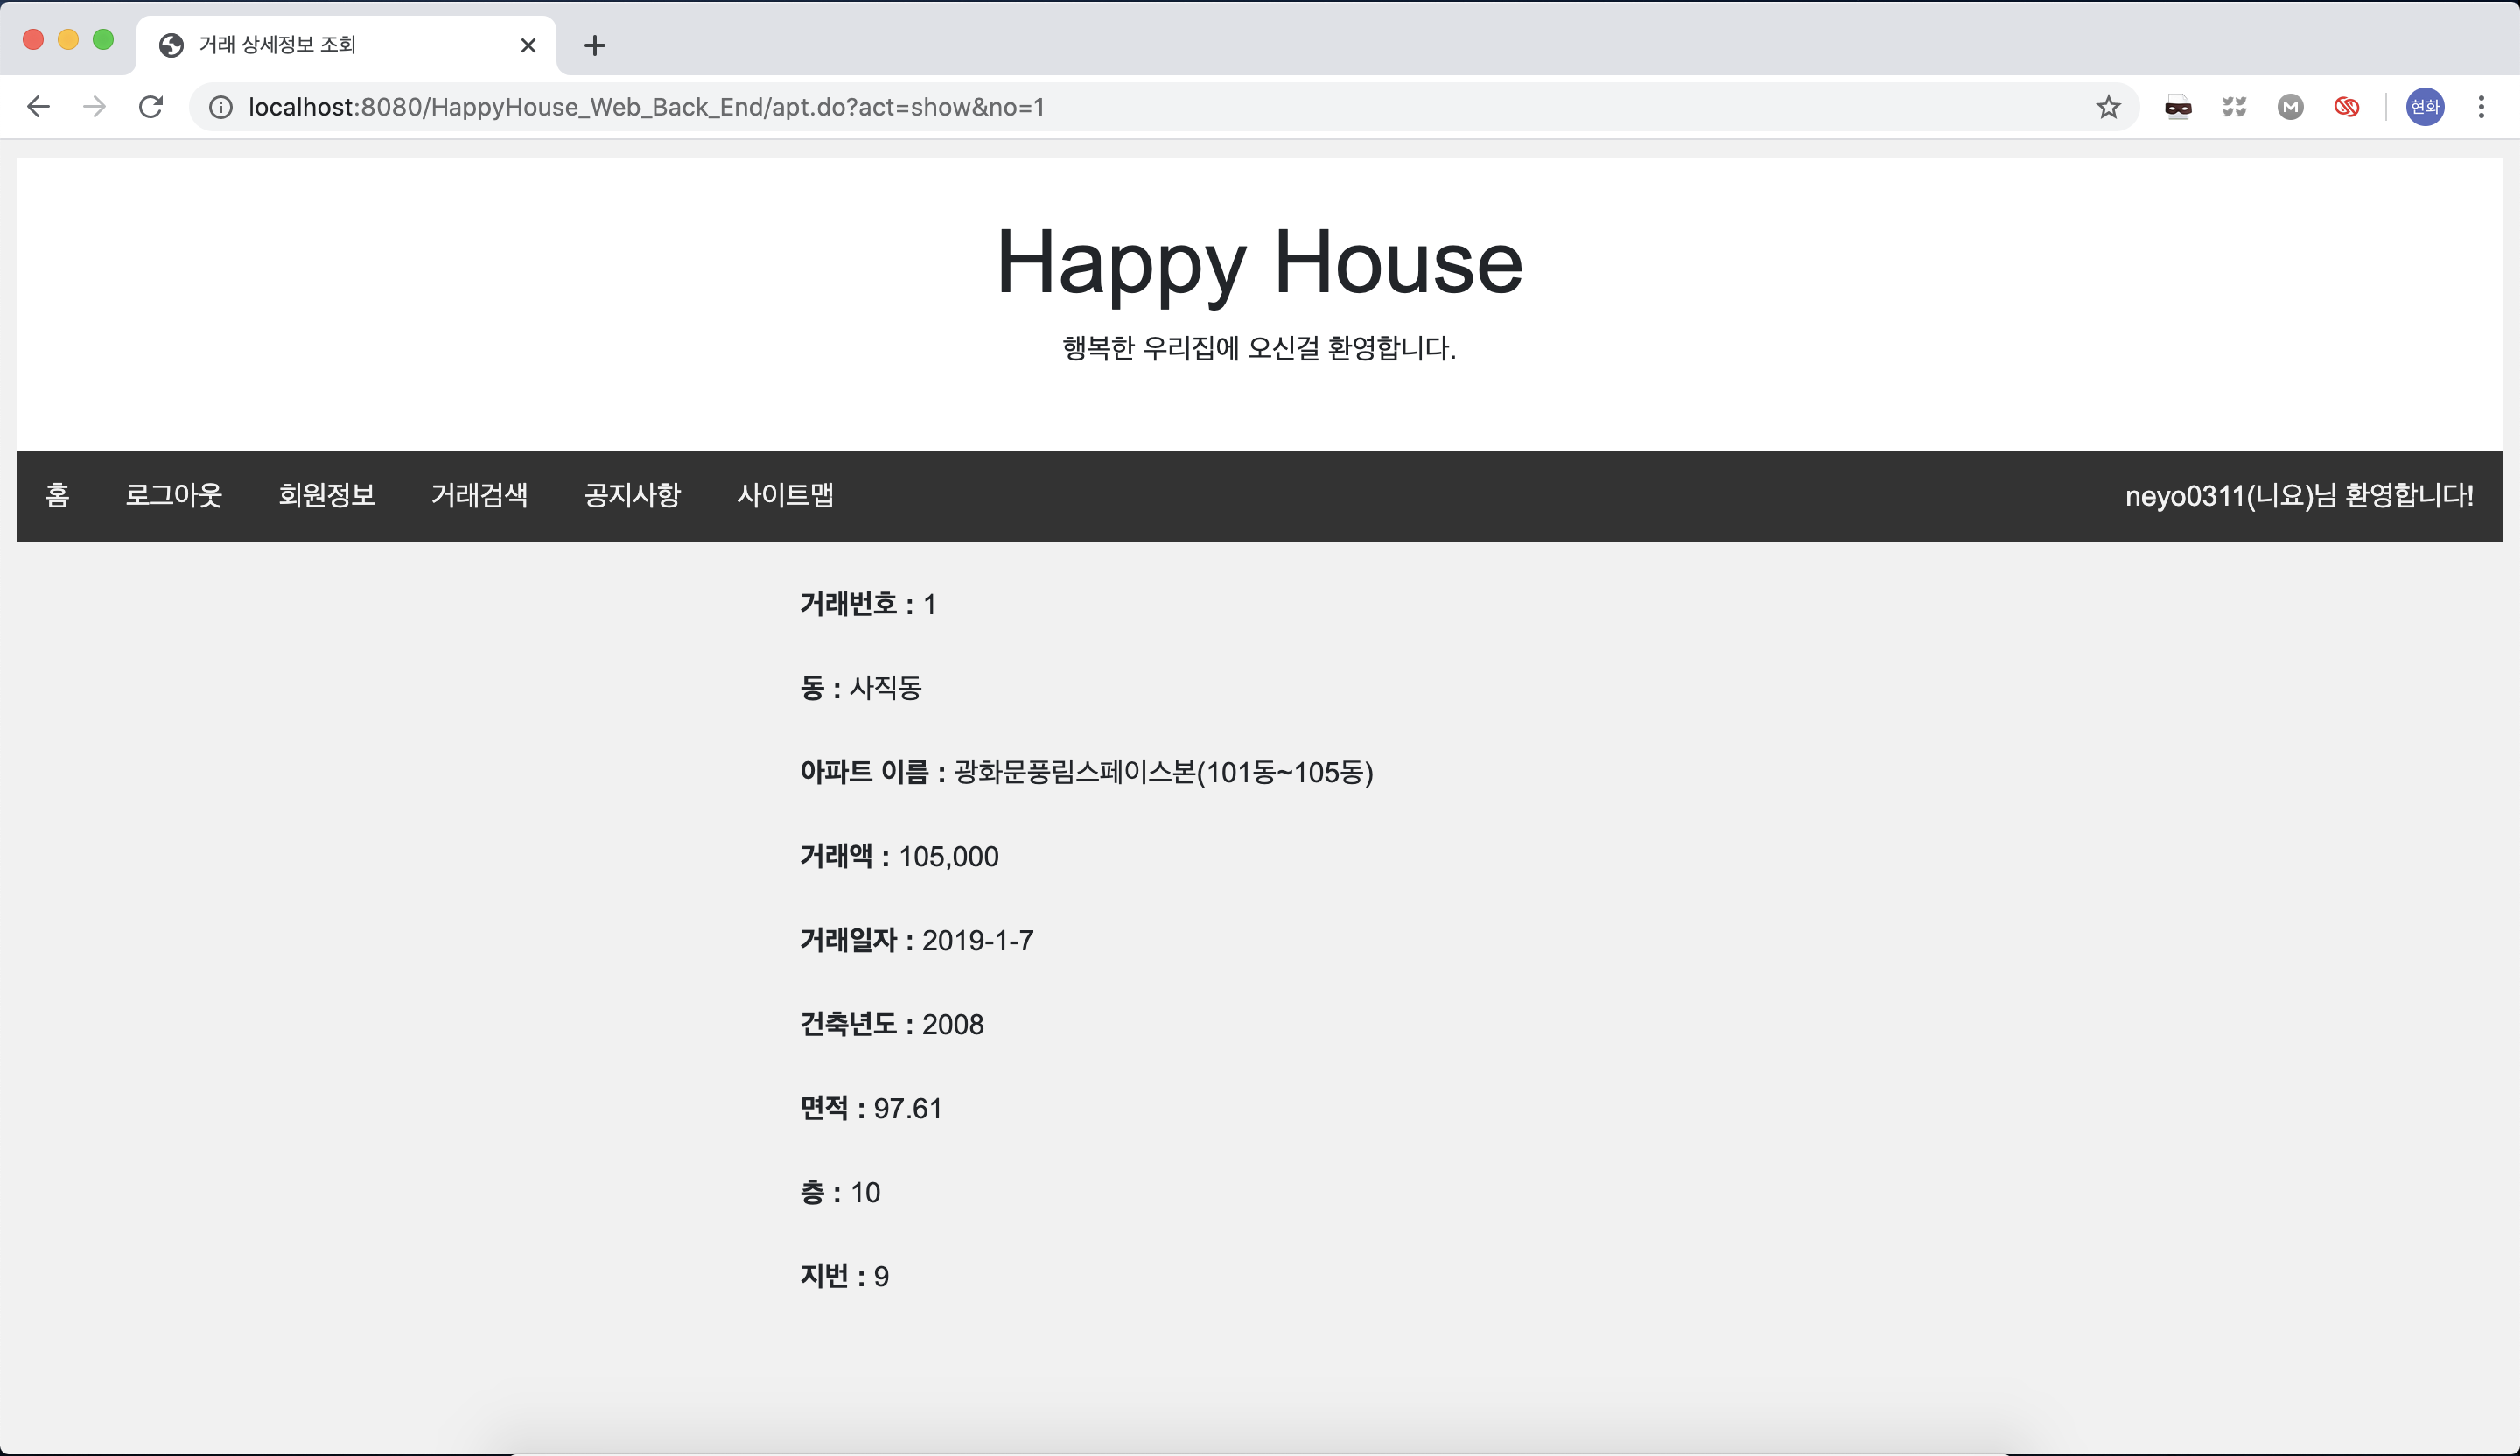 거래 상세정보 조회
localhost:8080/HappyHouse_Web_Back_End/apt.do?act=show&no=1
현화
Happy House
행복한 우리집에 오신걸 환영합니다.
홈 로그아웃 회원정보 거래검색 공지사항 사이트맵 neyo0311(니요)님 환영합니다!
거래번호 : 1
동 : 사직동
아파트 이름 : 광화문풍림스페이스본(101동~105동)
거래액 : 105,000
거래일자 : 2019-1-7
건축년도 : 2008
면적 : 97.61
층 : 10
지번 : 9